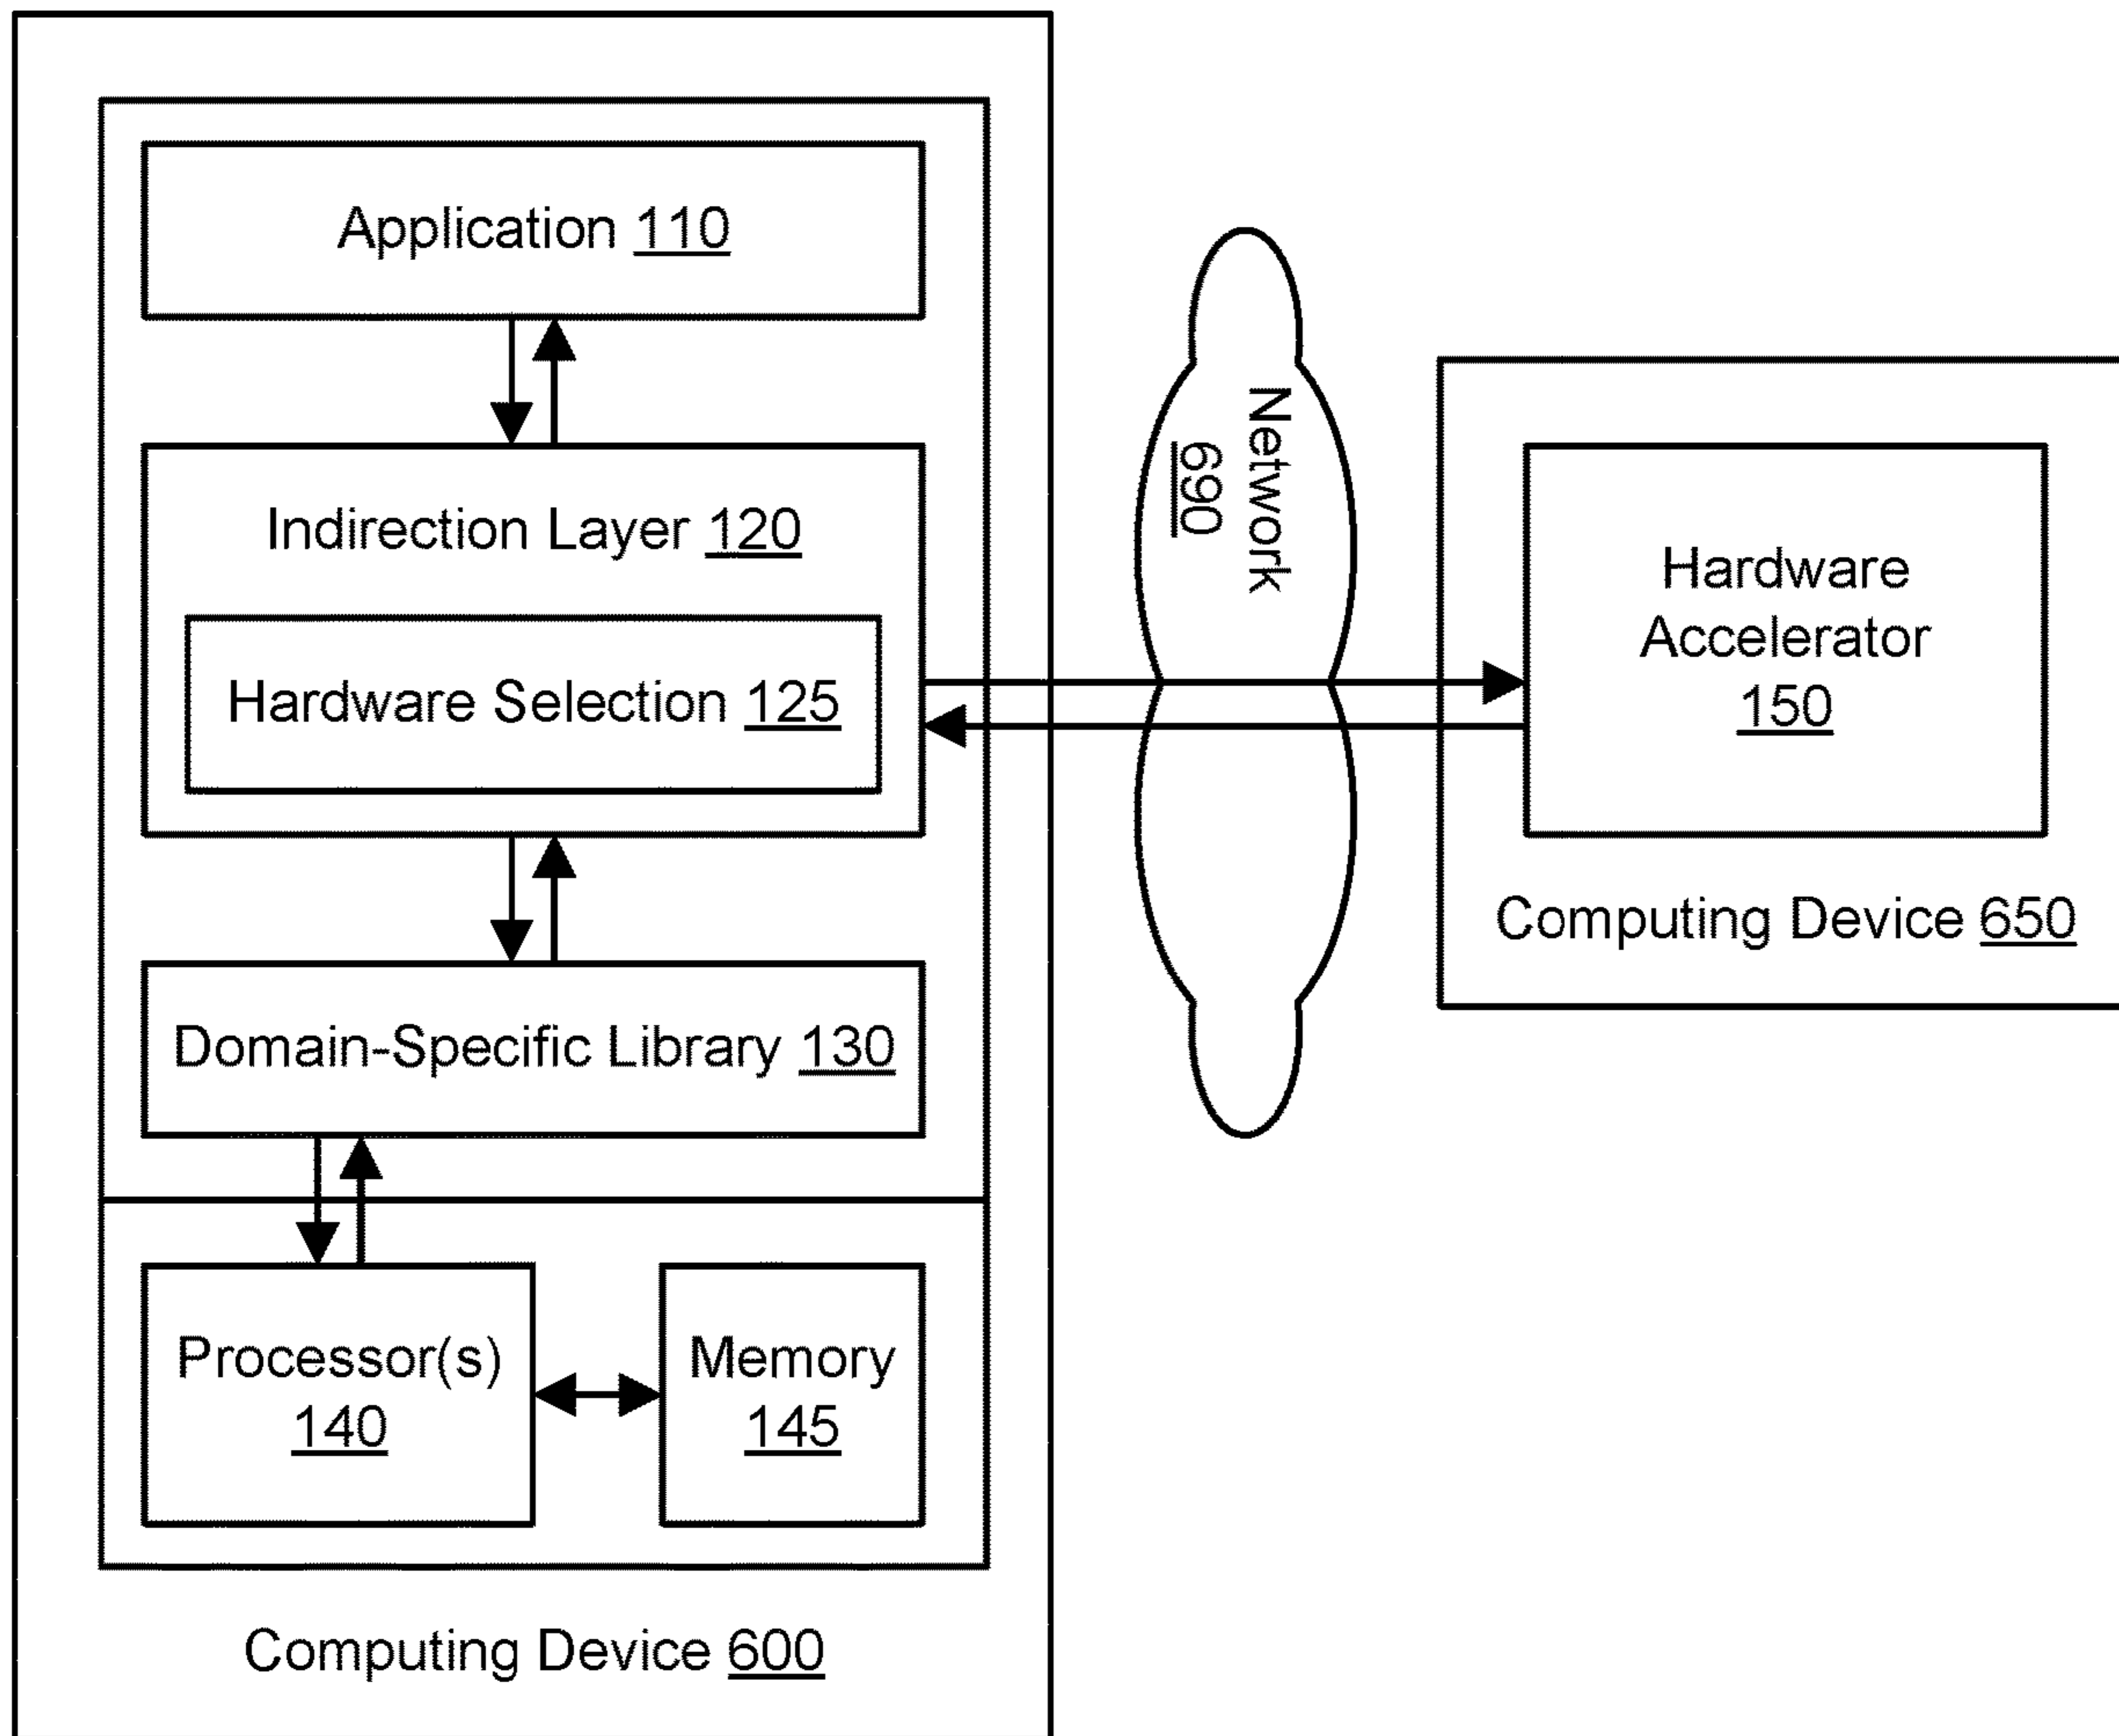 Application 110
Indirection Layer 120
Hardware Selection 125
Domain-Specific Library 130
Processor(s)
140
Memory
145
Computing Device 600
Network
690
Hardware
Accelerator
150
Computing Device 650